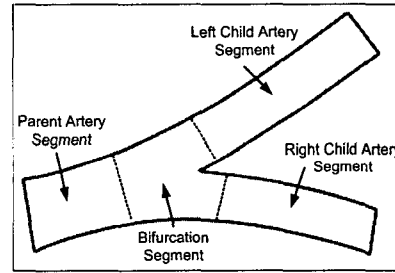 Left Child Artery
Segment
Parent Artery
Segment
Right Child Artery
Segment
Bifurcation
Segment